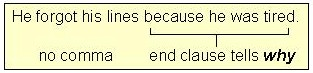 He forgot his lines because he was tired.
no comma end clause tells why